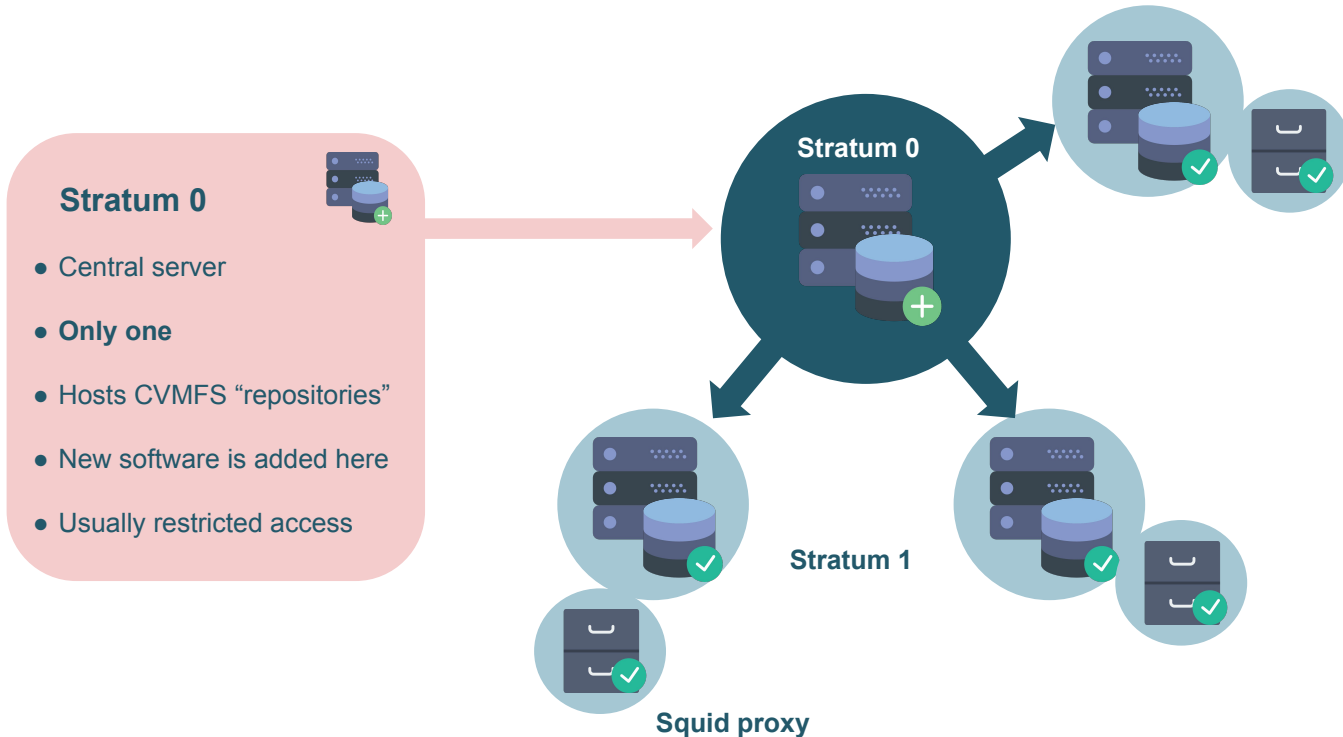 Stratum 0
● Central server
● Only one
● Hosts CVMFS “repositories”
● New software is added here
● Usually restricted access
Stratum 0
Stratum 1
Squid proxy